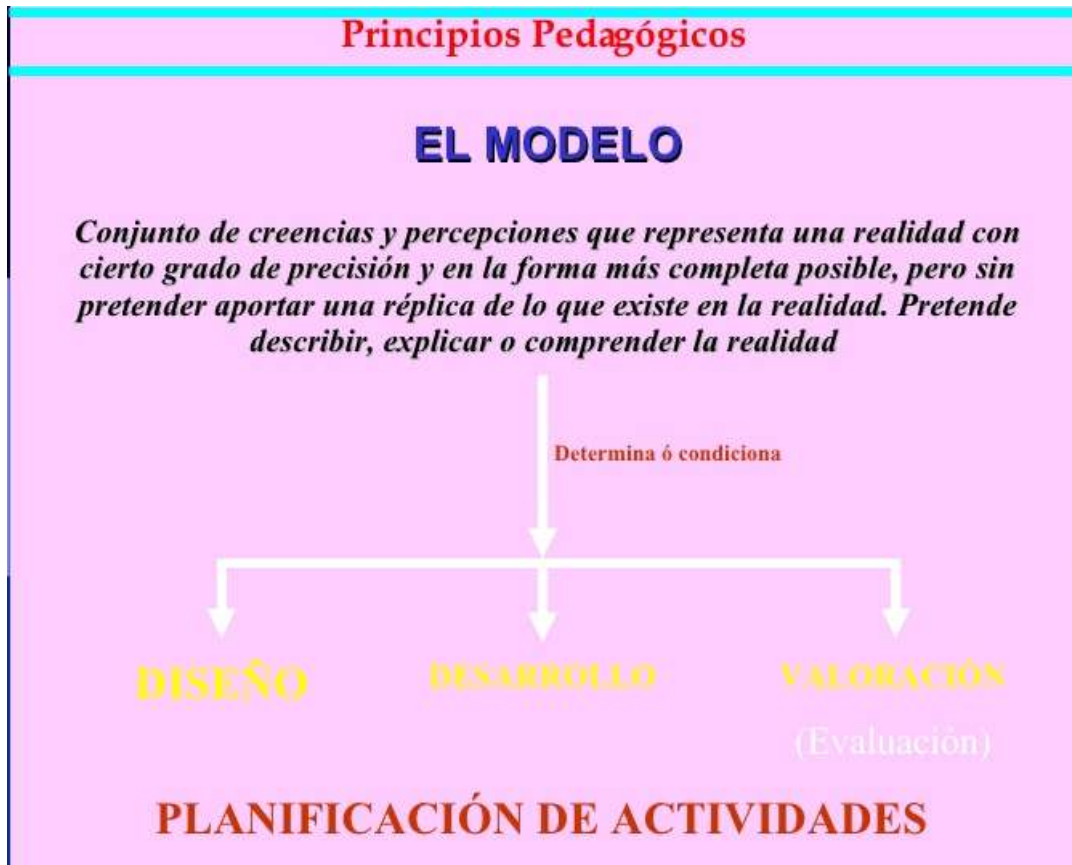 Principios Pedagógicos
EL MODELO
Conjunto de creencias y percepciones que representa una realidad con
cierto grado de precisión y en la forma más completa posible, pero sin
pretender aportar una réplica de lo que existe en la realidad. Pretende
describir, explicar o comprender la realidad
Determina ó condiciona
DISEÑO DESARROLLO VALORACIÓN
(Evaluación)
PLANIFICACIÓN DE ACTIVIDADES